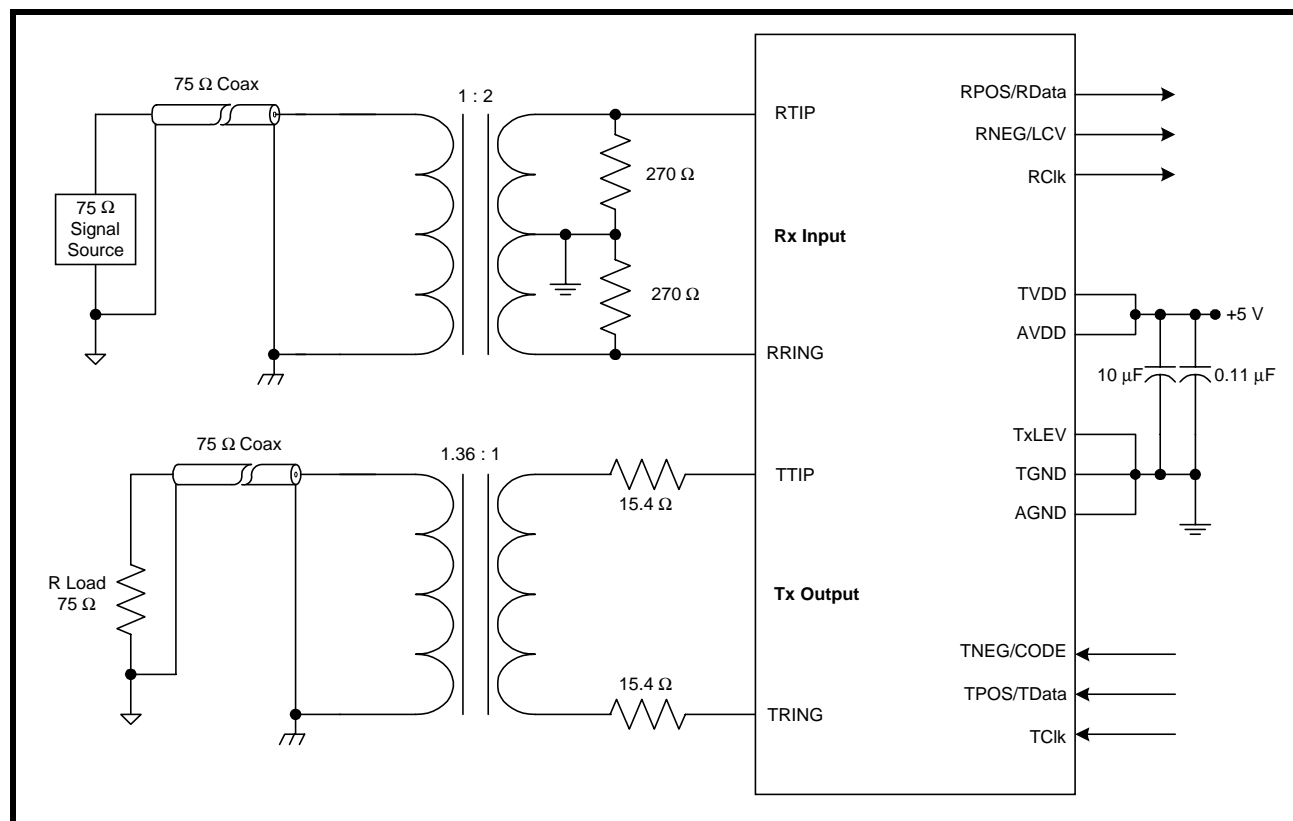 75 Ω Coax
1 : 2
75 Ω
Signal
Source
270 Ω
270 Ω
RTIP
Rx Input
RRING
RPOS/RData
RNEG/LCV
RClk
TVDD
AVDD
+5 V
10 μF
0.11 μF
TxLEV
TGND
AGND
75 Ω Coax
1.36 : 1
R Load
75 Ω
15.4 Ω
15.4 Ω
TTIP
Tx Output
TRING
TNEG/CODE
TPOS/TData
TClk